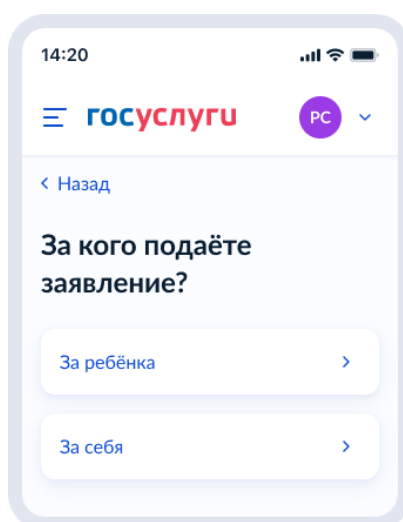 14:20
госуслуги
РС
Назад
За кого подаёте
заявление?
За ребёнка
За себя